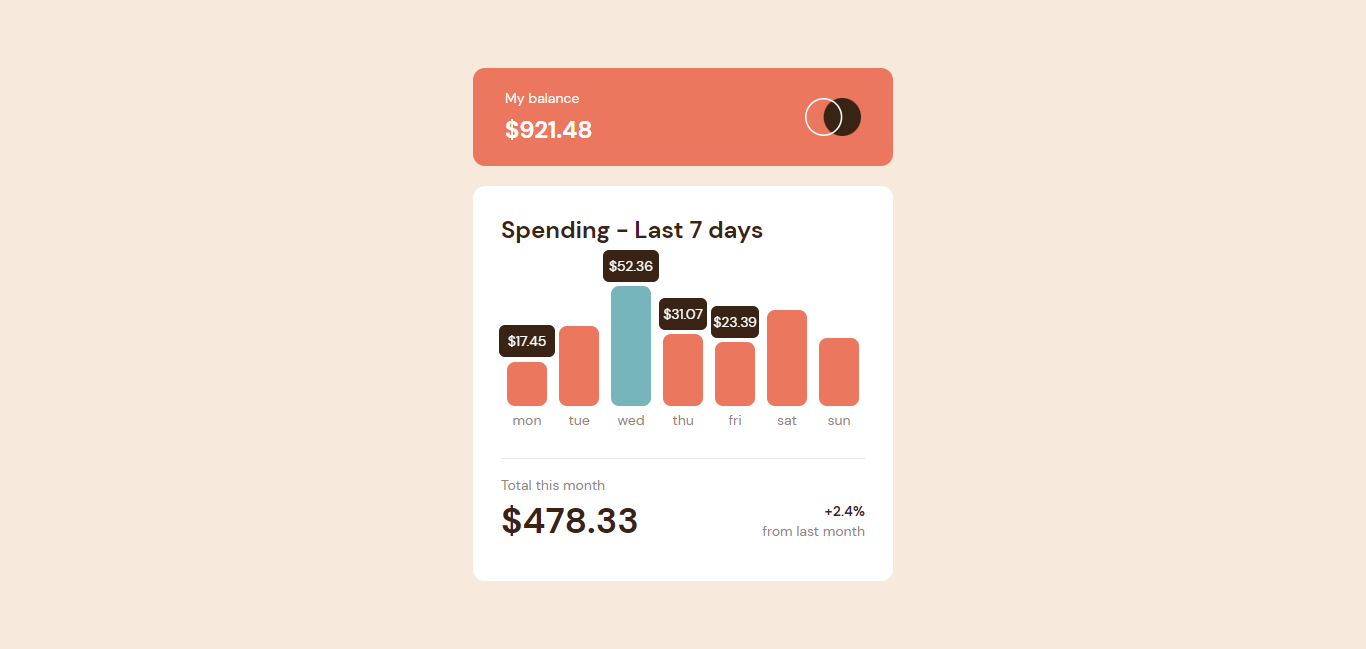 My balance
$921.48
Spending - Last 7 days
$52.36
$31.07
$23.39
$17.45
mon tue wed thu fri sat sun
Total this month
$478.33
+2.4%
from last month